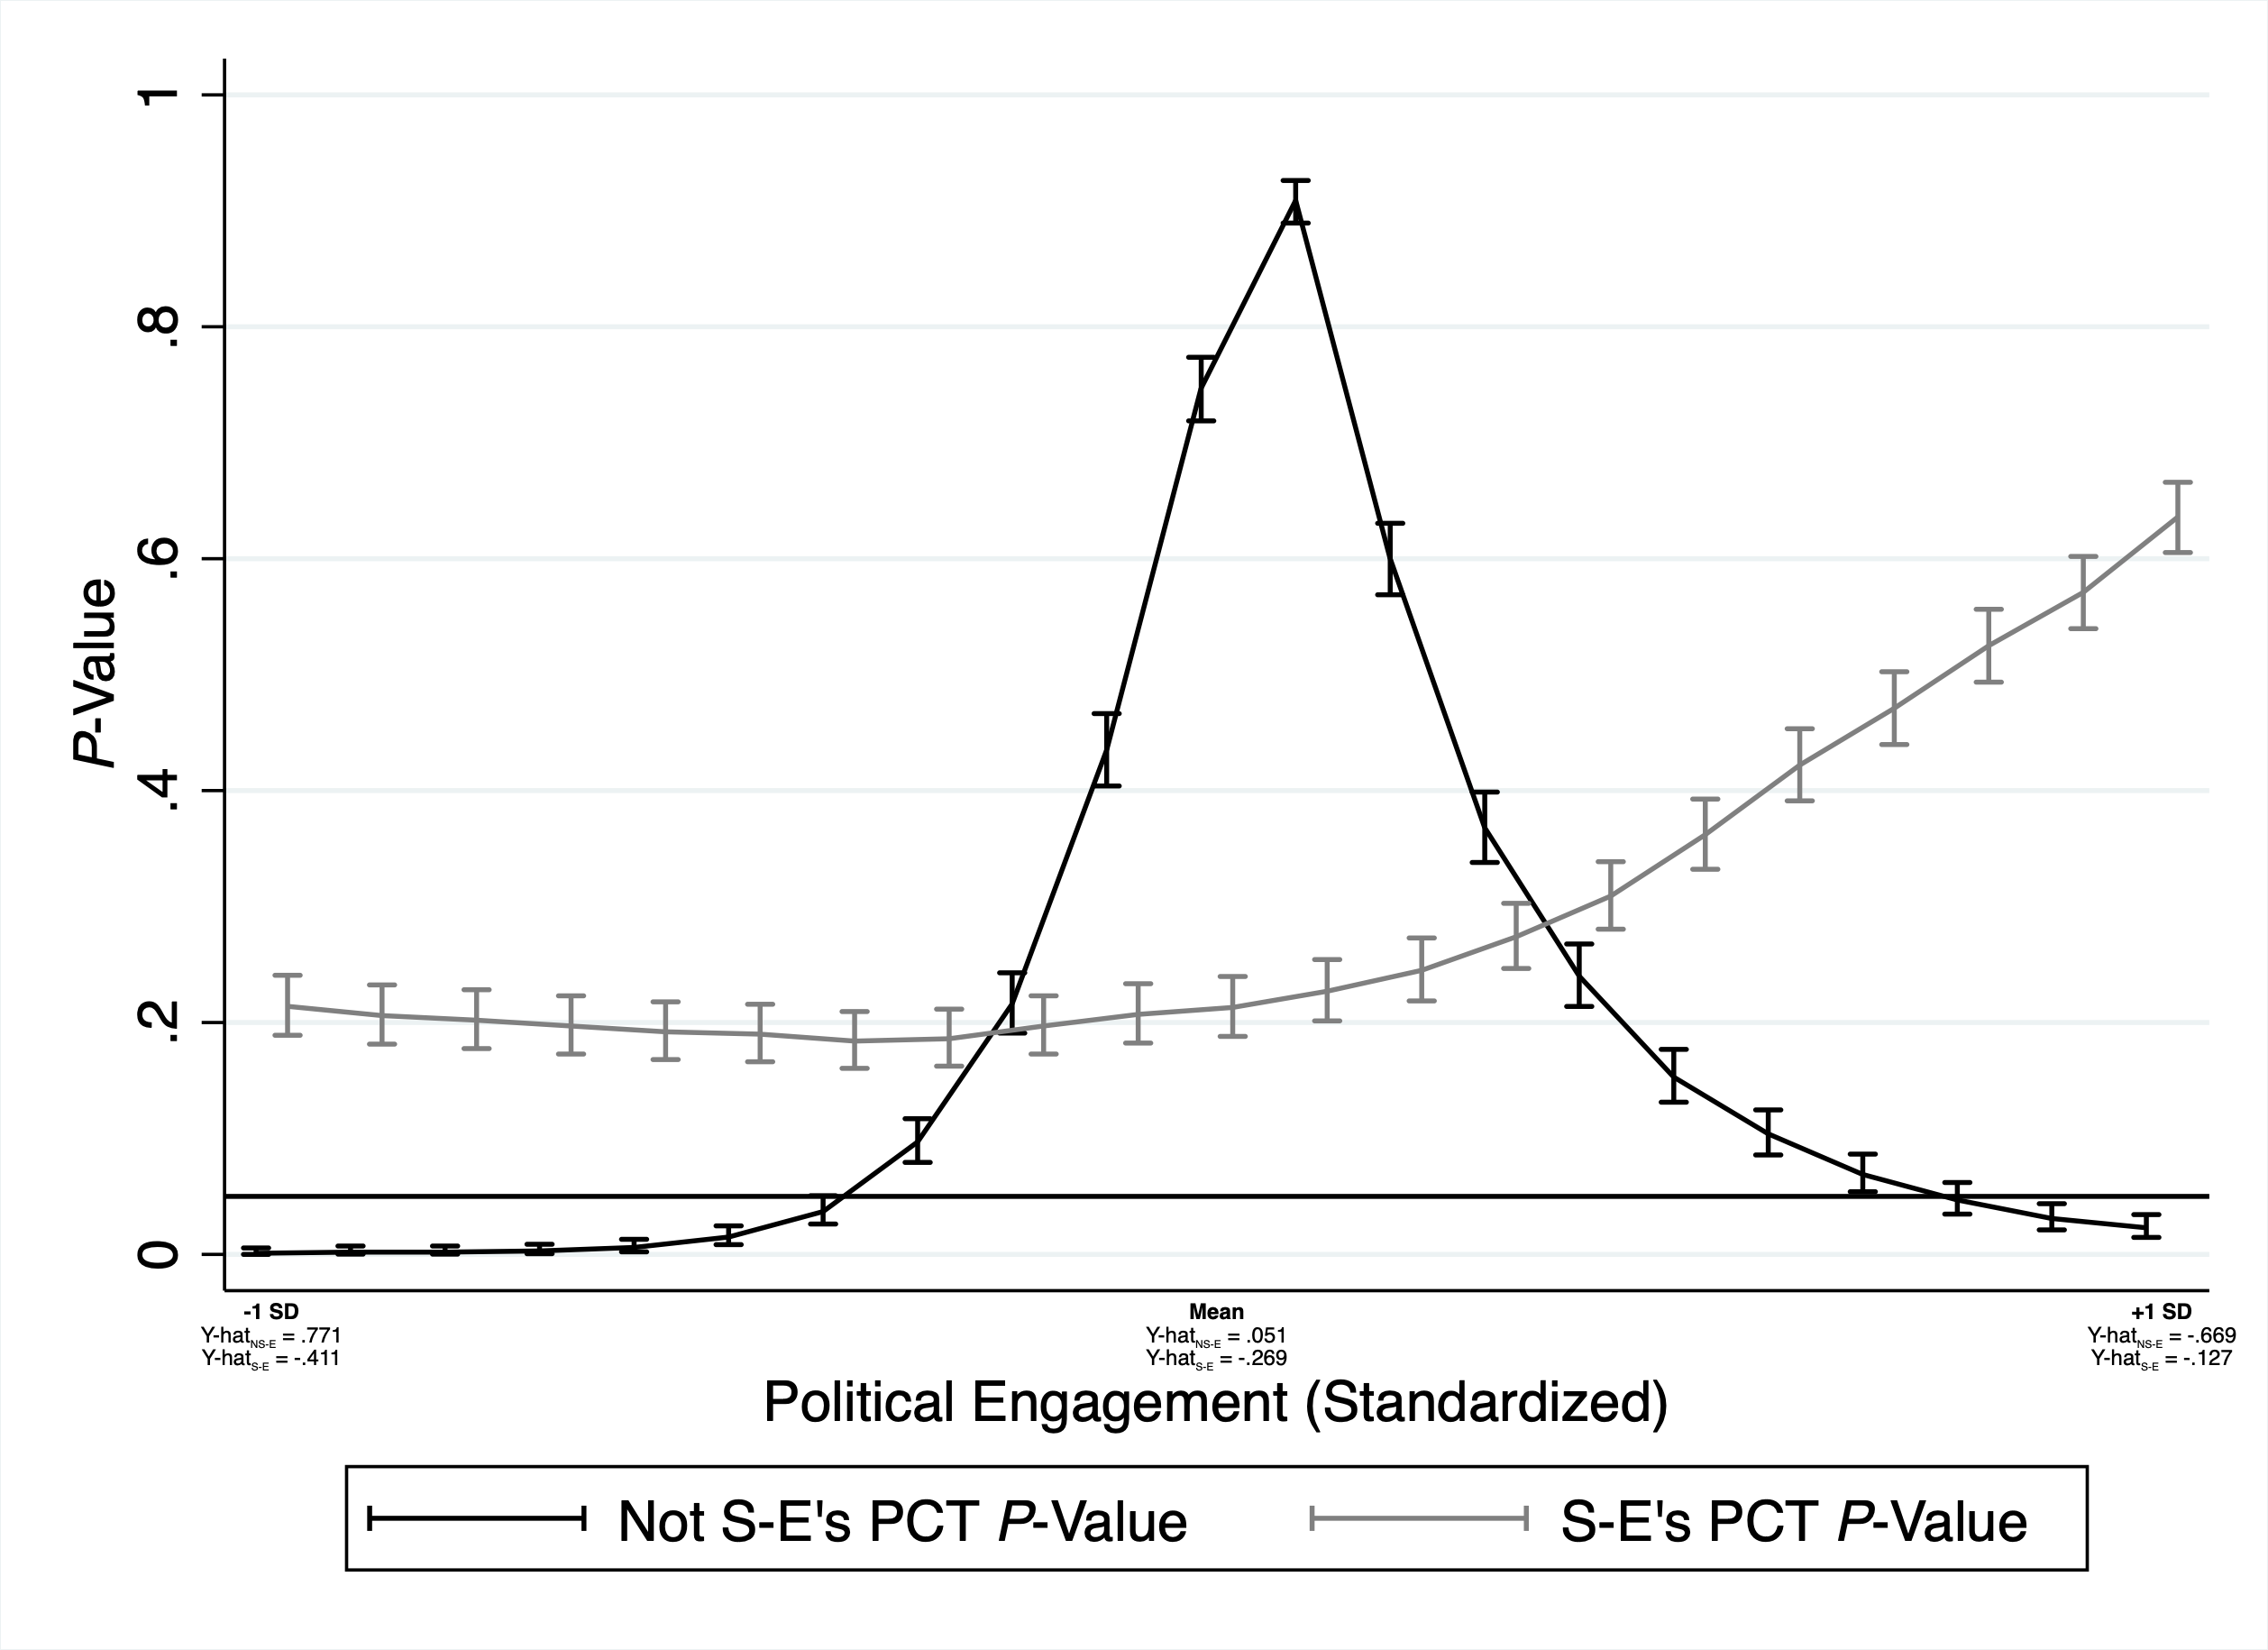 1
.8
.6
.4
.2
0
P-Value
-1 SD
Y-hatNS-E = .771
Y-hatS-E = -.411
Mean
Y-hatNS-E = .051
Y-hatS-E = -.269
+1 SD
Y-hatNS-E = -.669
Y-hatS-E = -.127
Political Engagement (Standardized)
Not S-E's PCT P-Value
S-E's PCT P-Value